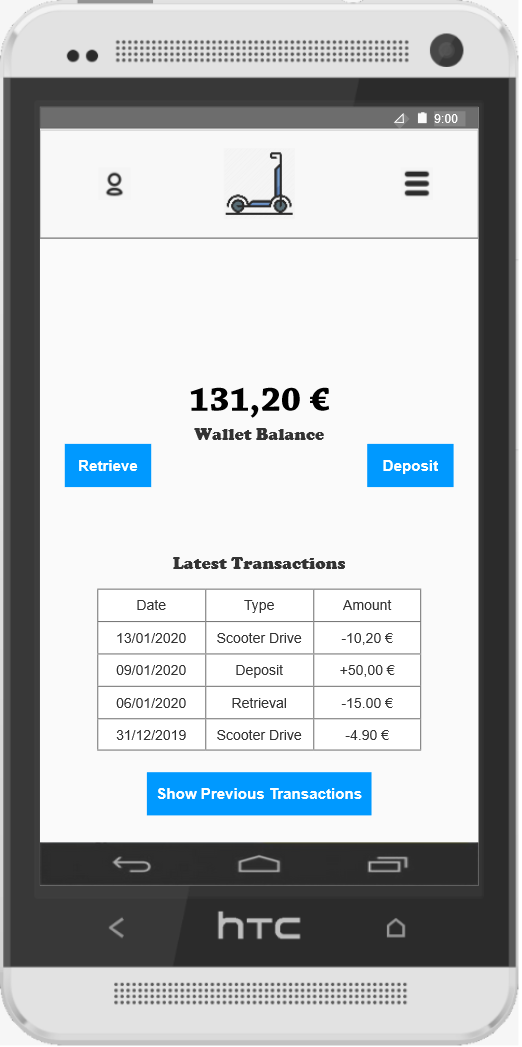 9:00
131,20 €
Wallet Balance
Retrieve Deposit
Latest Transactions
Date Type Amount
13/01/2020 Scooter Drive -10,20 €
09/01/2020 Deposit +50,00 €
06/01/2020 Retrieval -15.00 €
31/12/2019 Scooter Drive -4.90 €
Show Previous Transactions
hTC